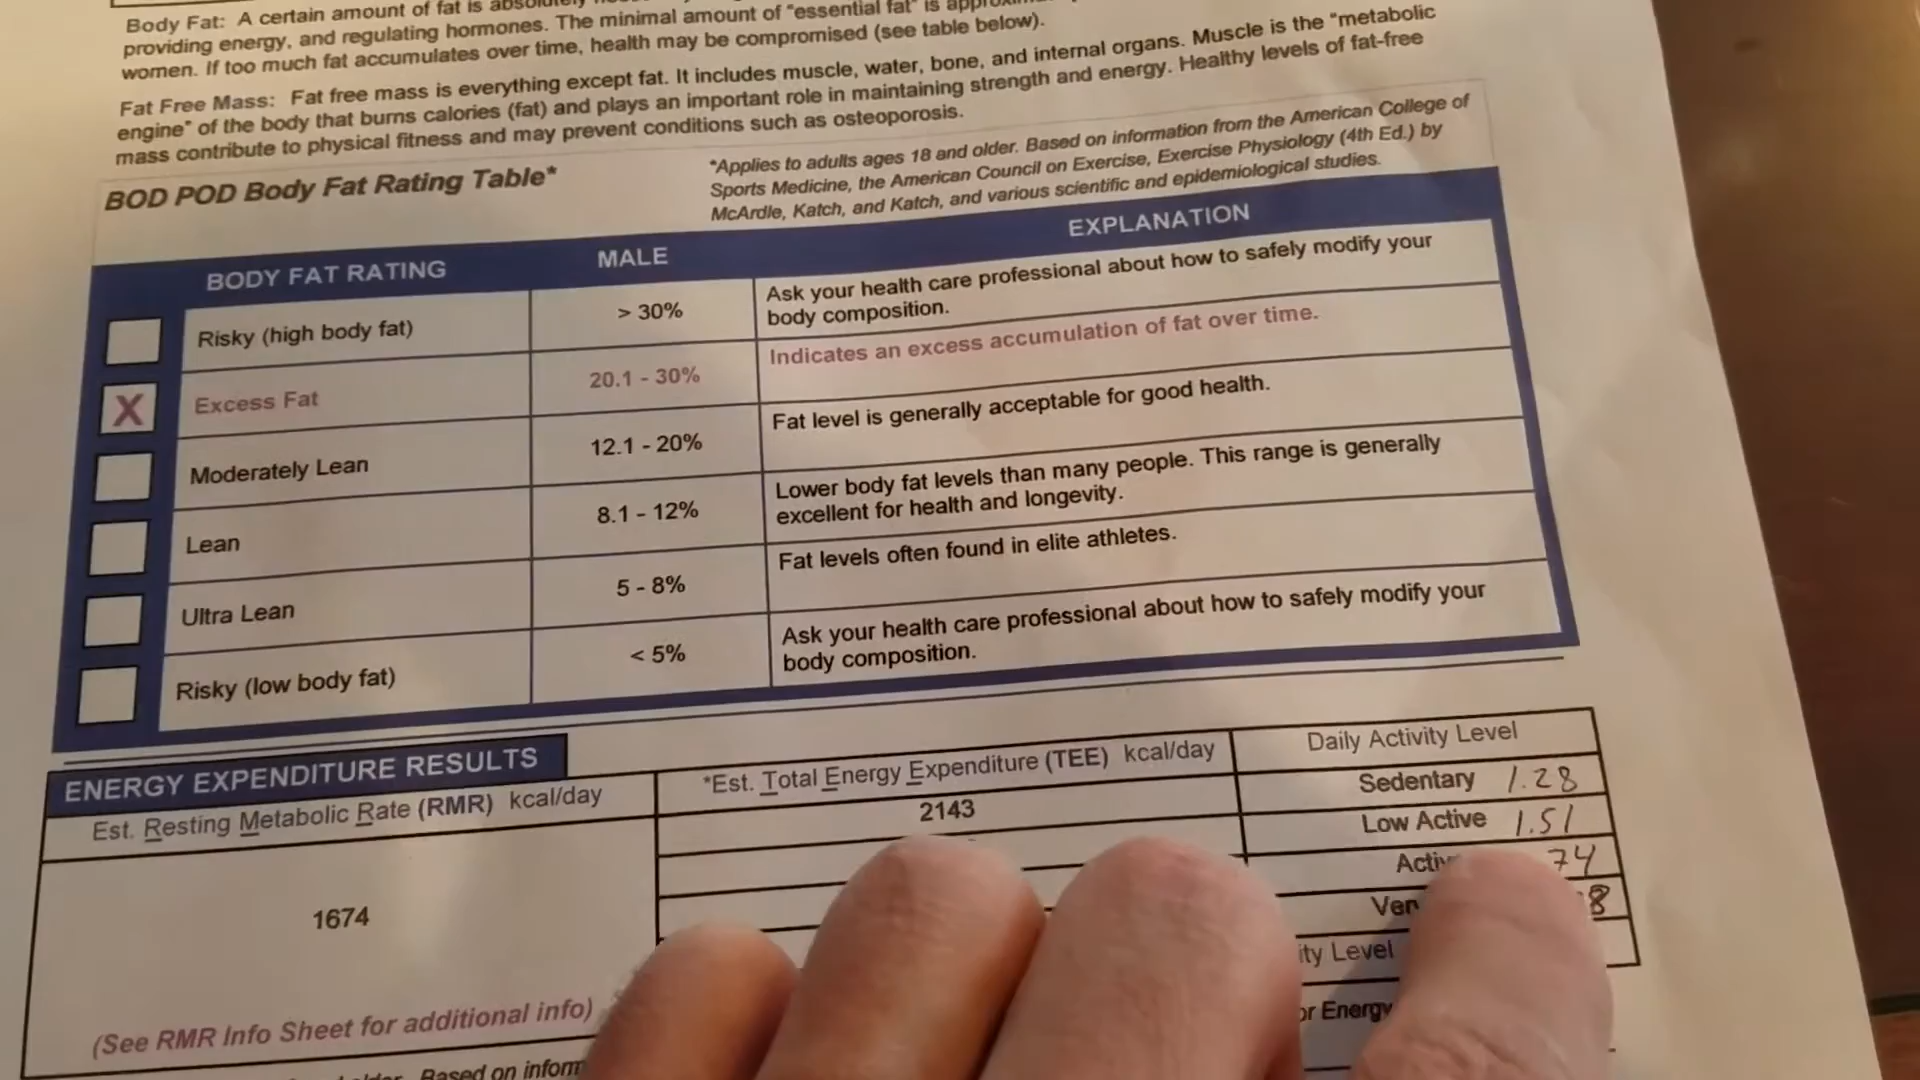 Body Fat: A certain amount of fat is absolutely
providing energy, and regulating hormones. The minimal amount of "essential fat" is
women. If too much fat accumulates over time, health may be compromised (see table below).
Fat Free Mass: Fat free mass is everything except fat. It includes muscle, water, bone, and internal organs. Muscle is the "metabolic
engine" of the body that burns calories (fat) and plays an important role in maintaining strength and energy. Healthy levels of fat-free
mass contribute to physical fitness and may prevent conditions such as osteoporosis.
BOD POD Body Fat Rating Table*
*Applies to adults ages 18 and older. Based on information from the American College of
Sports Medicine, the American Council on Exercise, Exercise Physiology (4th Ed.) by
McArdle, Katch, and Katch, and various scientific and epidemiological studies.
BODY FAT RATING MALE EXPLANATION
Risky (high body fat) > 30% Ask your health care professional about how to safely modify your
body composition.
X Excess Fat 20.1 - 30% Indicates an excess accumulation of fat over time.
Moderately Lean 12.1 - 20% Fat level is generally acceptable for good health.
Lean 8.1 - 12% Lower body fat levels than many people. This range is generally
excellent for health and longevity.
Ultra Lean 5 - 8% Fat levels often found in elite athletes.
Risky (low body fat) < 5% Ask your health care professional about how to safely modify your
body composition.
ENERGY EXPENDITURE RESULTS
Est. Resting Metabolic Rate (RMR) kcal/day *Est. Total Energy Expenditure (TEE) kcal/day Daily Activity Level
2143 Sedentary 1.28
Low Active 1.51
74
1674
8
Level
(See RMR Info Sheet for additional info)
Energy
Based on